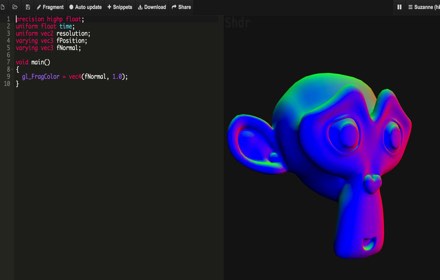 Fragment Auto update + Snippets Download Share Suzanne (h
Shdr
1 precision highp float;
2 uniform float time;
3 uniform vec2 resolution;
4 varying vec3 fPosition;
5 varying vec3 fNormal;
6
7 void main()
8 {
9 gl_FragColor = vec4(fNormal, 1.0);
10 }